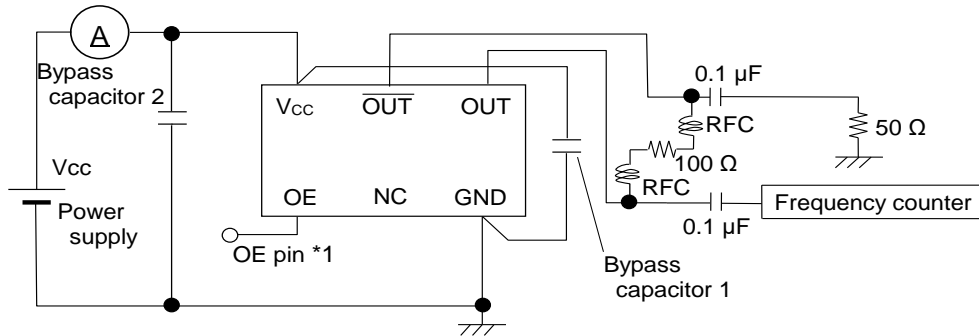 A
Bypass
capacitor 2
Vcc
Power
supply
VCC
OUT
OUT
OE
NC
GND
OE pin *1
0.1 µF
RFC
100 Ω
RFC
50 Ω
0.1 µF
Frequency counter
Bypass
capacitor 1